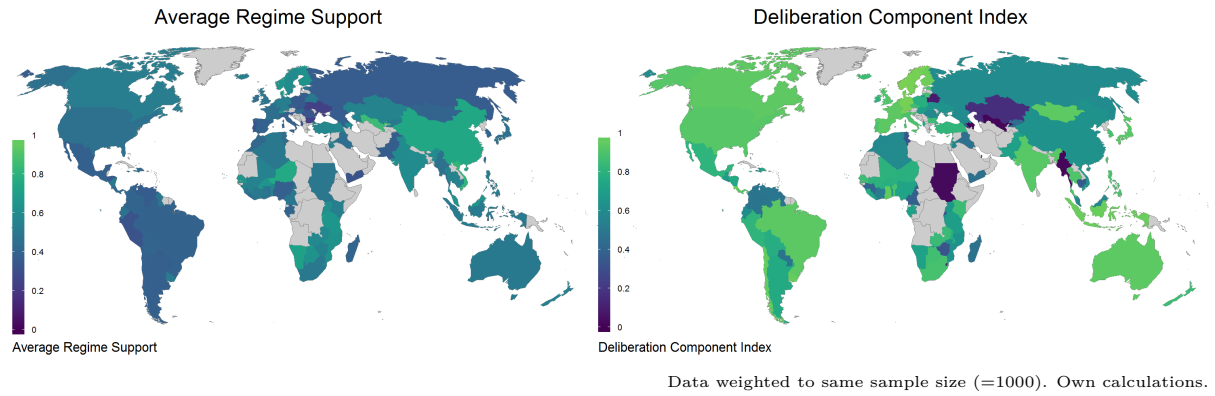 Average Regime Support
1
0.8
0.6
0.4
0.2
0
Average Regime Support
Deliberation Component Index
1
0.8
0.6
0.4
0.2
0
Deliberation Component Index
Data weighted to same sample size (=1000). Own calculations.